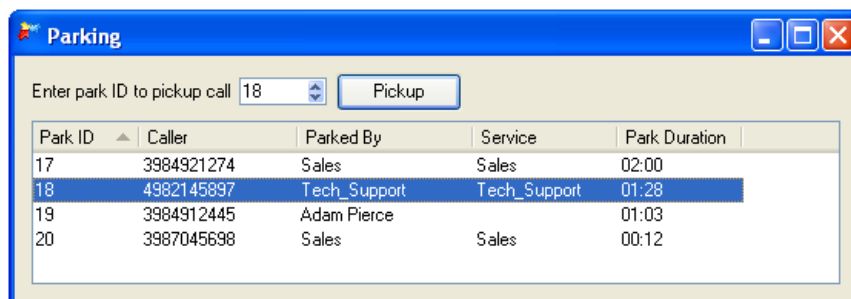 Parking
Enter park ID to pickup call 18 Pickup
Park ID Caller Parked By Service Park Duration
17 3984921274 Sales Sales 02:00
18 4982145897 Tech_Support Tech_Support 01:28
19 3984912445 Adam Pierce 01:03
20 3987045698 Sales Sales 00:12